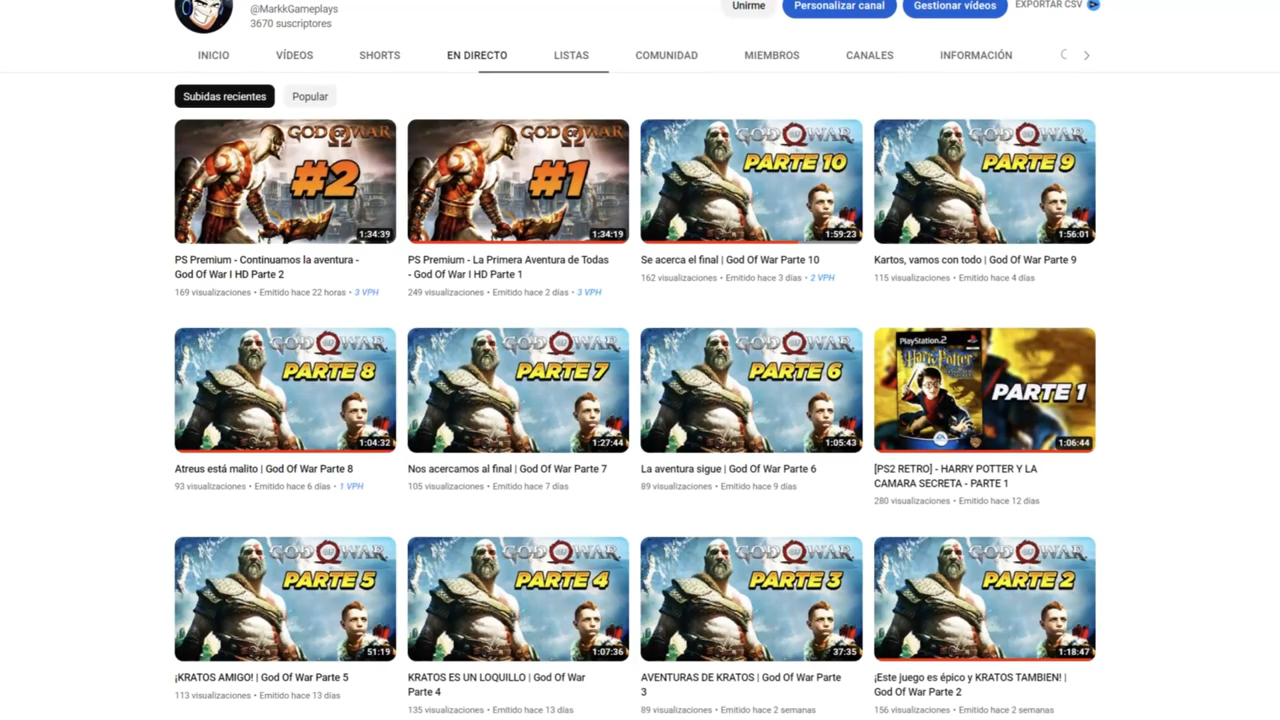 @MarkkGameplays
3670 suscriptores
Unirme
Personalizar canal
Gestionar vídeos
EXPORTAR CSV
INICIO
VÍDEOS
SHORTS
EN DIRECTO
LISTAS
COMUNIDAD
MIEMBROS
CANALES
INFORMACIÓN
Subidas recientes
Popular
GOD OF WAR
#2
1:34:39
GOD OF WAR
#1
1:34:19
GOD OF WAR
PARTE 10
1:59:23
GOD OF WAR
PARTE 9
1:56:01
PS Premium - Continuamos la aventura -
God Of War I HD Parte 2
169 visualizaciones • Emitido hace 22 horas • 3 VPH
PS Premium - La Primera Aventura de Todas
- God Of War I HD Parte 1
249 visualizaciones • Emitido hace 2 días • 3 VPH
Se acerca el final | God Of War Parte 10
162 visualizaciones • Emitido hace 3 días • 2 VPH
Kartos, vamos con todo | God Of War Parte 9
115 visualizaciones • Emitido hace 4 días
GOD OF WAR
PARTE 8
1:04:32
GOD OF WAR
PARTE 7
1:27:44
GOD OF WAR
PARTE 6
1:05:43
PlayStation.2
Harry Potter
EA
PARTE 1
1:06:44
Atreus está malito | God Of War Parte 8
93 visualizaciones • Emitido hace 6 días • 1 VPH
Nos acercamos al final | God Of War Parte 7
105 visualizaciones • Emitido hace 7 días
La aventura sigue | God Of War Parte 6
89 visualizaciones • Emitido hace 9 días
[PS2 RETRO] - HARRY POTTER Y LA
CAMARA SECRETA - PARTE 1
280 visualizaciones • Emitido hace 12 días
GOD OF WAR
PARTE 5
51:19
GOD OF WAR
PARTE 4
1:07:36
GOD OF WAR
PARTE 3
37:35
GOD OF WAR
PARTE 2
1:18:47
¡KRATOS AMIGO! | God Of War Parte 5
113 visualizaciones • Emitido hace 13 días
KRATOS ES UN LOQUILLO | God Of War
Parte 4
135 visualizaciones • Emitido hace 13 días
AVENTURAS DE KRATOS | God Of War Parte
3
89 visualizaciones • Emitido hace 2 semanas
¡Este juego es épico y KRATOS TAMBIEN! |
God Of War Parte 2
156 visualizaciones • Emitido hace 2 semanas